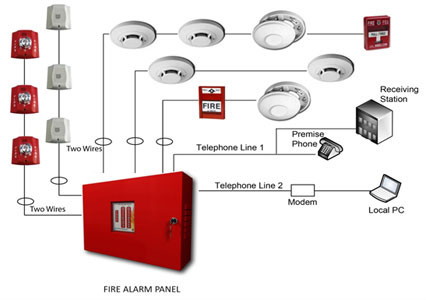 FIRE
Receiving
Station
Premise
Phone
Two Wires
Telephone Line 1
Telephone Line 2
Two Wires
Modem
Local PC
FIRE ALARM PANEL